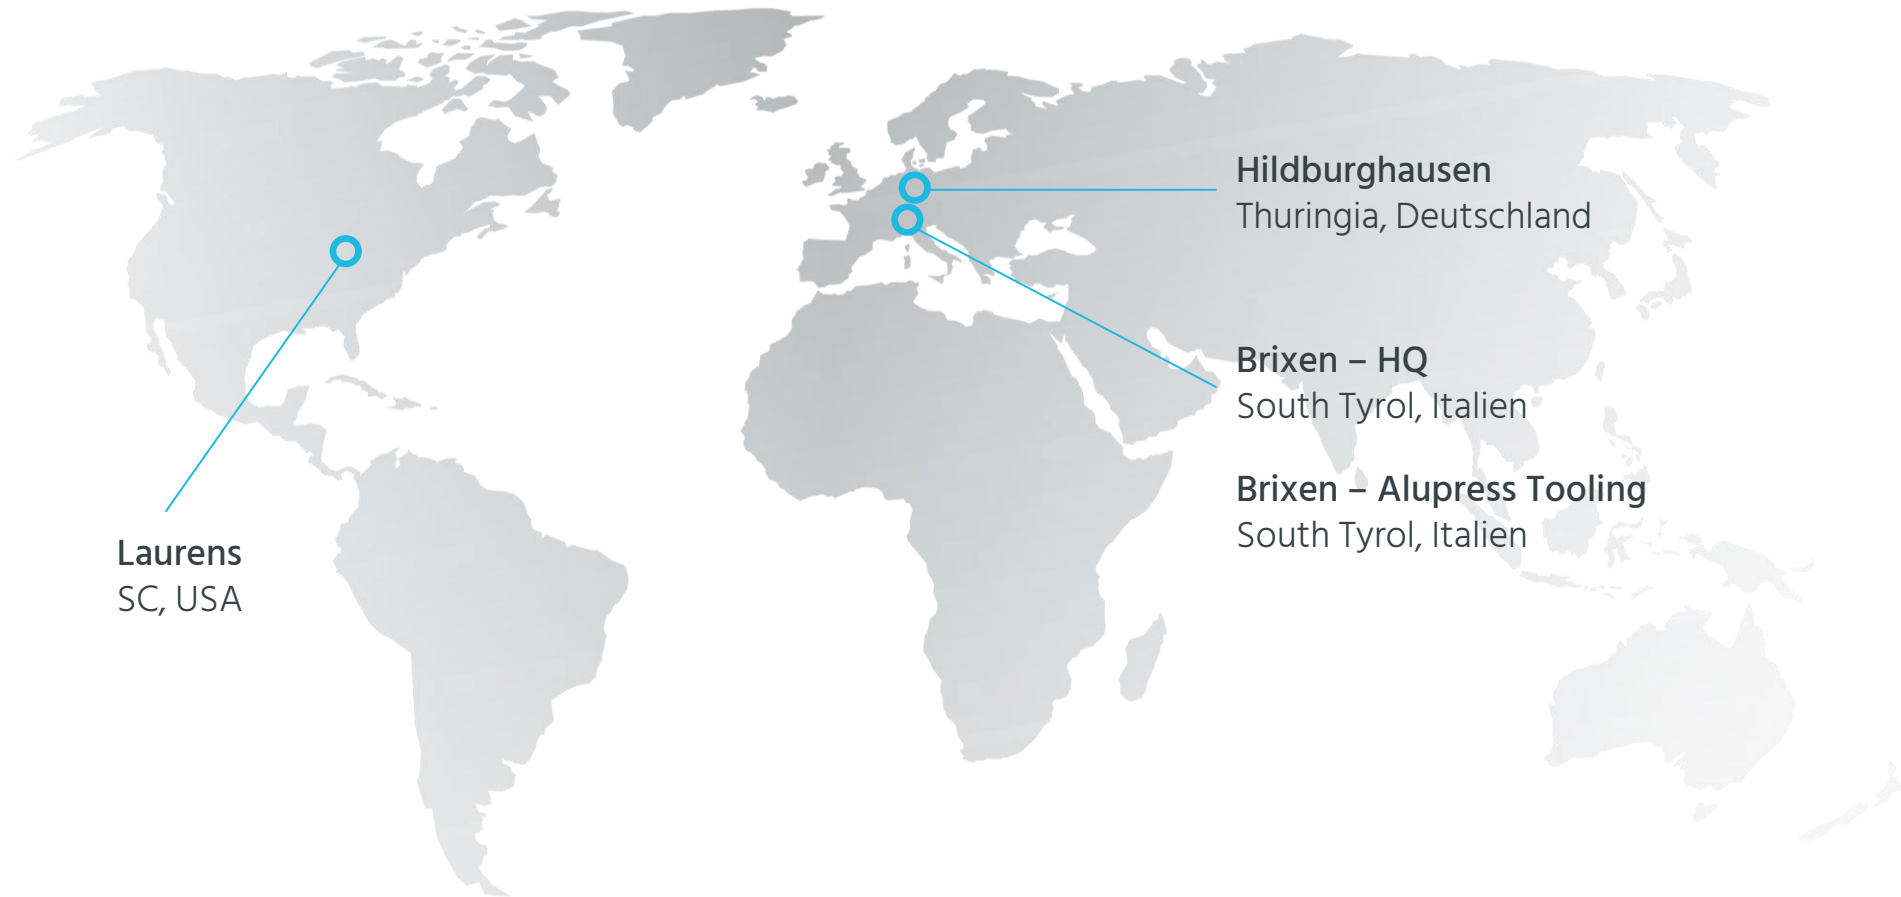 Hildburghausen
Thuringia, Deutschland
Brixen – HQ
South Tyrol, Italien
Brixen – Alupress Tooling
South Tyrol, Italien
Laurens
SC, USA